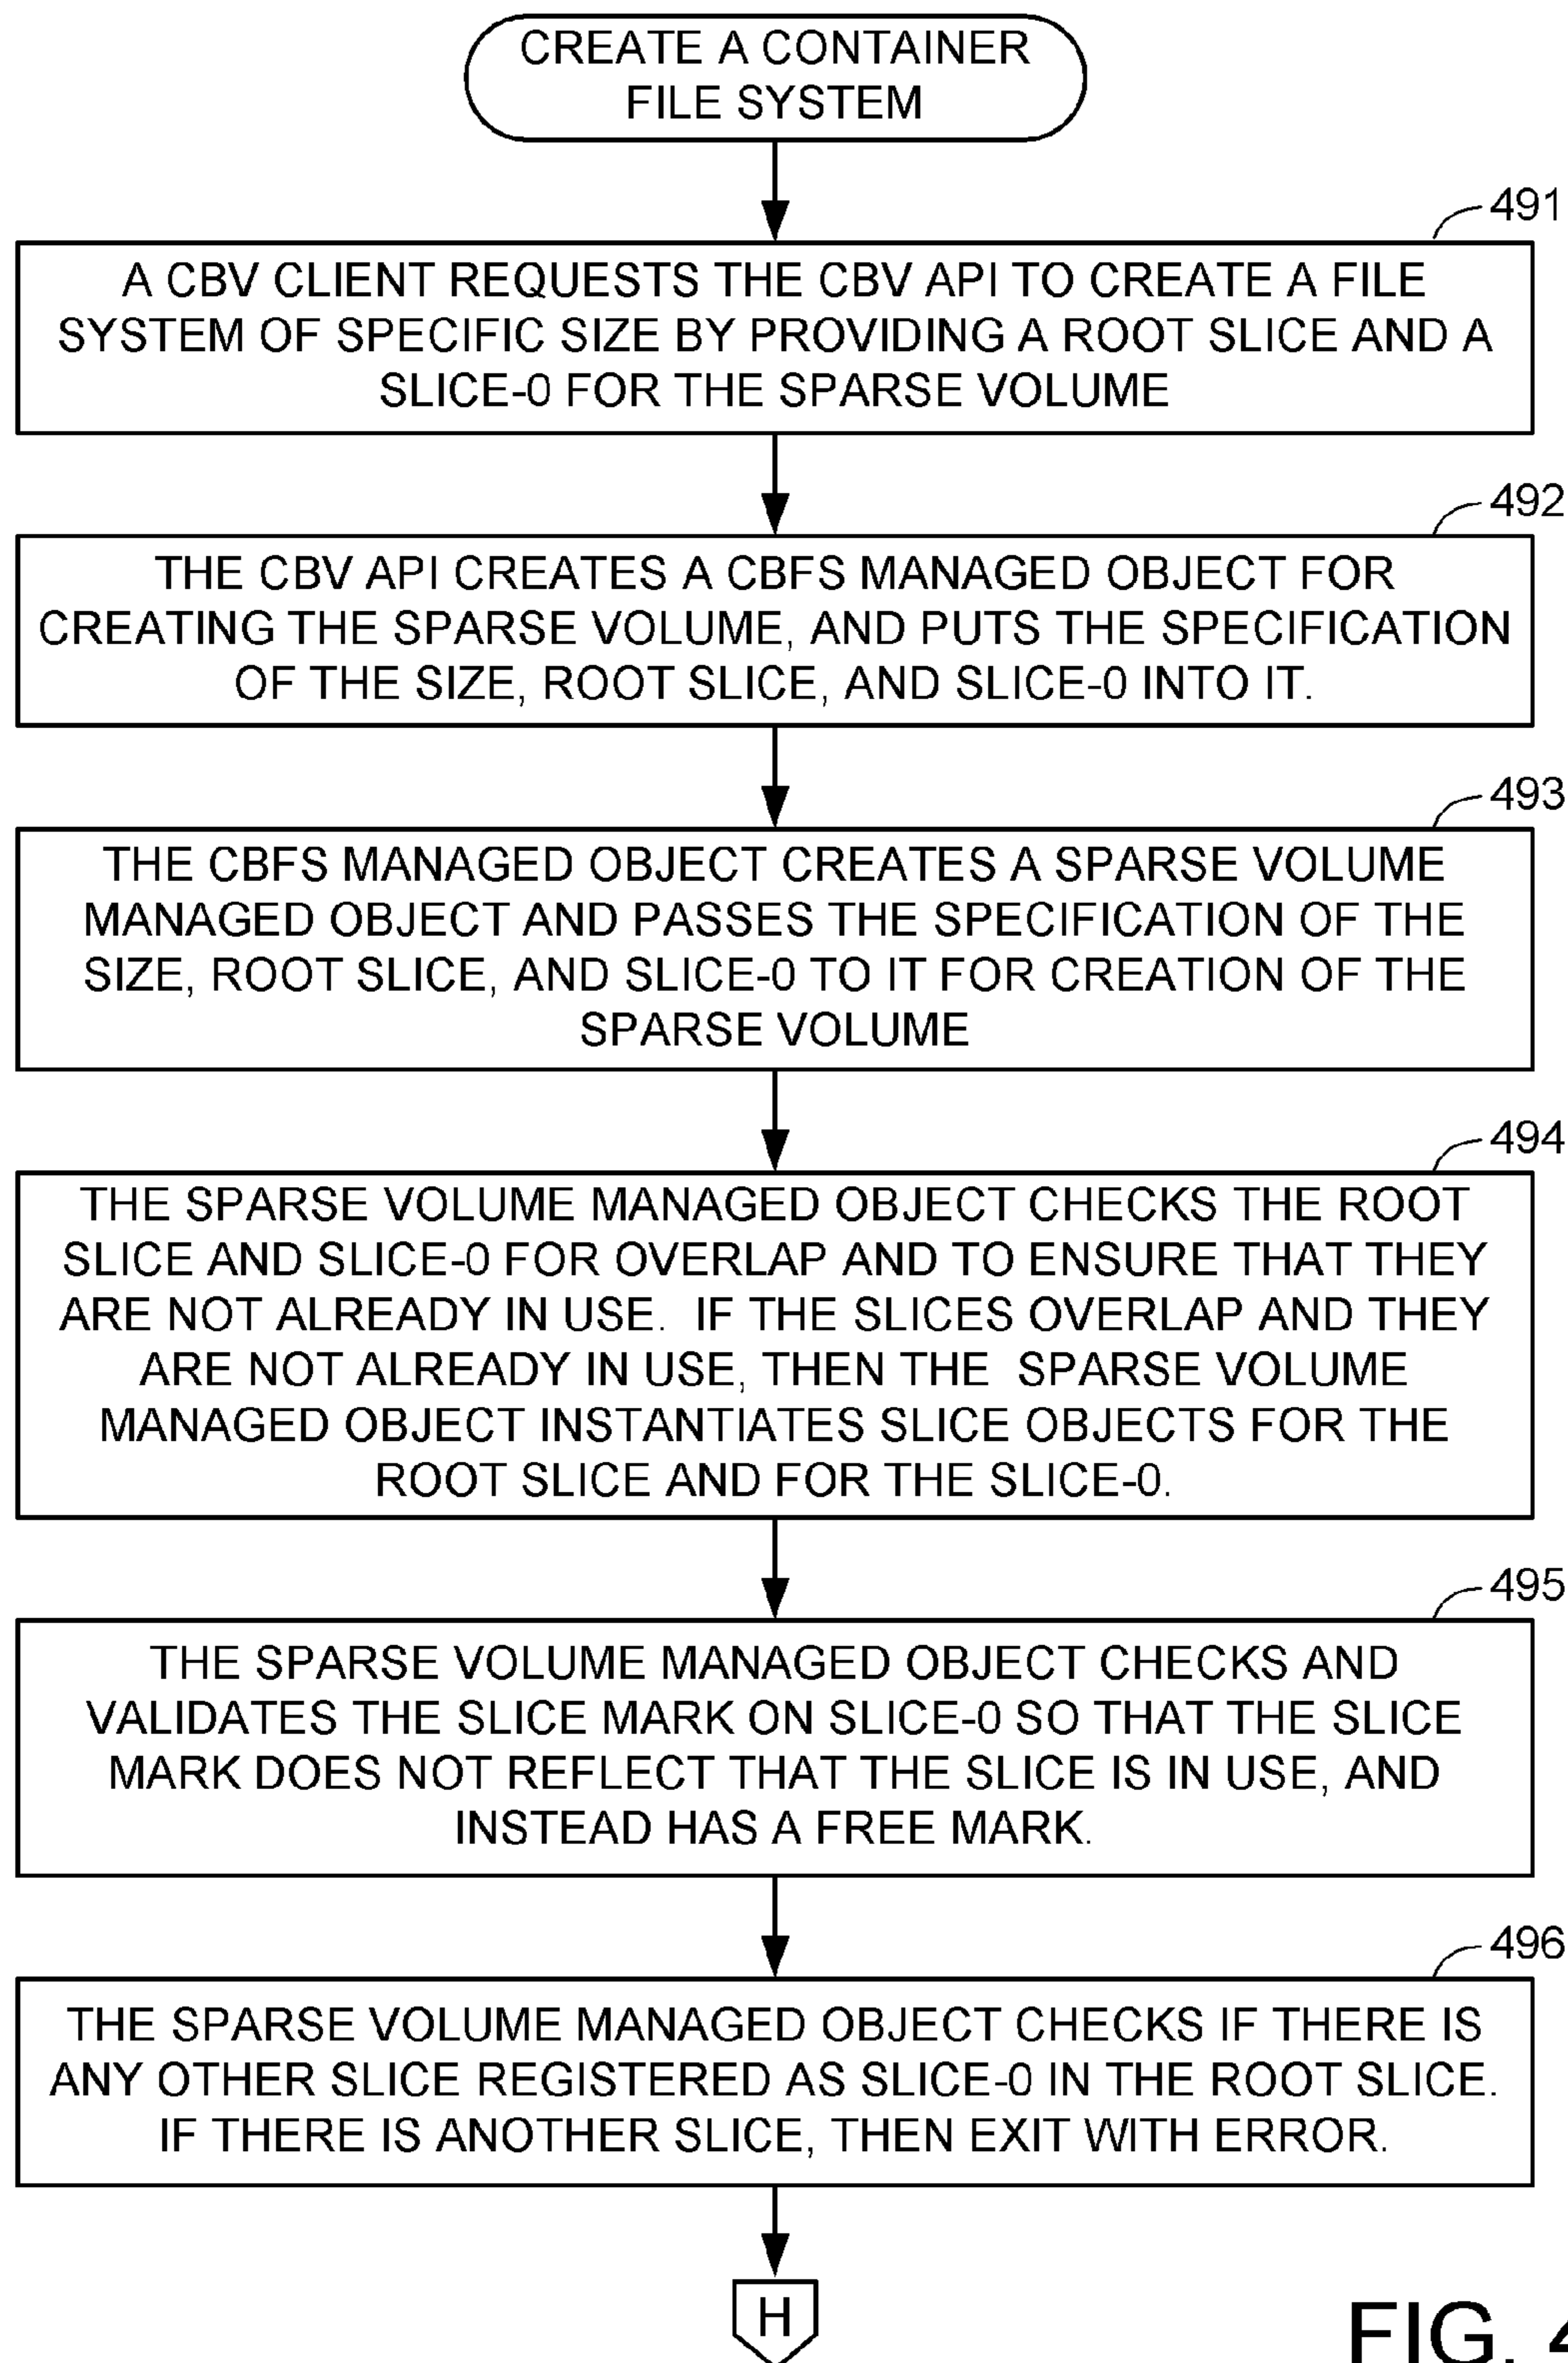 CREATE A CONTAINER
FILE SYSTEM
491
A CBV CLIENT REQUESTS THE CBV API TO CREATE A FILE
SYSTEM OF SPECIFIC SIZE BY PROVIDING A ROOT SLICE AND A
SLICE-0 FOR THE SPARSE VOLUME
492
THE CBV API CREATES A CBFS MANAGED OBJECT FOR
CREATING THE SPARSE VOLUME, AND PUTS THE SPECIFICATION
OF THE SIZE, ROOT SLICE, AND SLICE-0 INTO IT.
493
THE CBFS MANAGED OBJECT CREATES A SPARSE VOLUME
MANAGED OBJECT AND PASSES THE SPECIFICATION OF THE
SIZE, ROOT SLICE, AND SLICE-0 TO IT FOR CREATION OF THE
SPARSE VOLUME
494
THE SPARSE VOLUME MANAGED OBJECT CHECKS THE ROOT
SLICE AND SLICE-0 FOR OVERLAP AND TO ENSURE THAT THEY
ARE NOT ALREADY IN USE. IF THE SLICES OVERLAP AND THEY
ARE NOT ALREADY IN USE, THEN THE SPARSE VOLUME
MANAGED OBJECT INSTANTIATES SLICE OBJECTS FOR THE
ROOT SLICE AND FOR THE SLICE-0.
495
THE SPARSE VOLUME MANAGED OBJECT CHECKS AND
VALIDATES THE SLICE MARK ON SLICE-0 SO THAT THE SLICE
MARK DOES NOT REFLECT THAT THE SLICE IS IN USE, AND
INSTEAD HAS A FREE MARK.
496
THE SPARSE VOLUME MANAGED OBJECT CHECKS IF THERE IS
ANY OTHER SLICE REGISTERED AS SLICE-0 IN THE ROOT SLICE.
IF THERE IS ANOTHER SLICE, THEN EXIT WITH ERROR.
H
FIG.